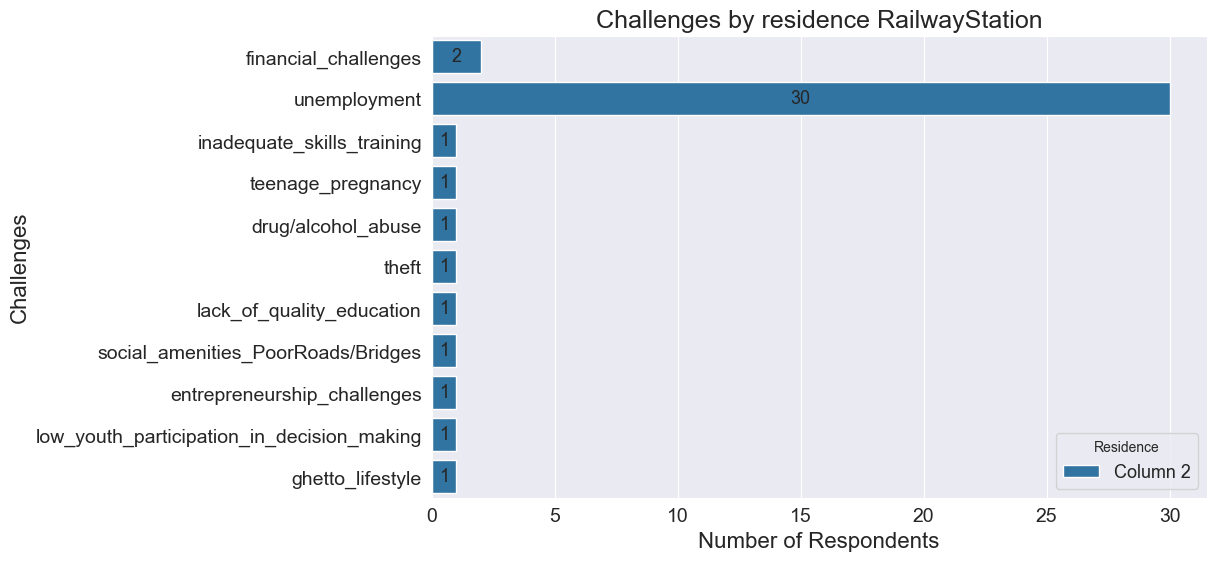 Challenges by residence RailwayStation
Challenges
financial_challenges 2
unemployment 30
inadequate_skills_training 1
teenage_pregnancy 1
drug/alcohol_abuse 1
theft 1
lack_of_quality_education 1
social_amenities_PoorRoads/Bridges 1
entrepreneurship_challenges 1
low_youth_participation_in_decision_making 1
ghetto_lifestyle 1
Residence
Column 2
0 5 10 15 20 25 30
Number of Respondents